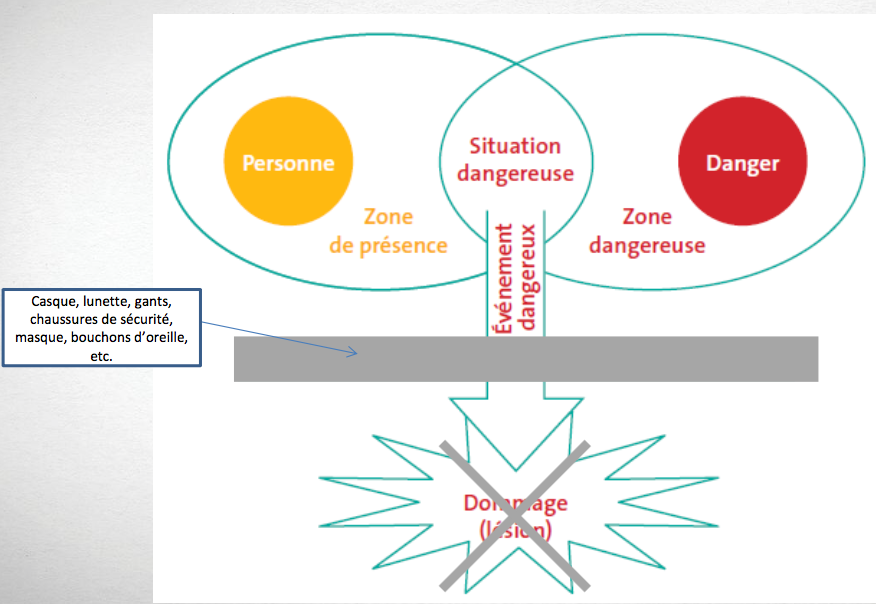 Personne
Situation
dangereuse
Danger
Zone
de présence
Zone
dangereuse
Événement
dangereux
Casque, lunette, gants,
chaussures de sécurité,
masque, bouchons d'oreille,
etc.
Dommage
(lésion)